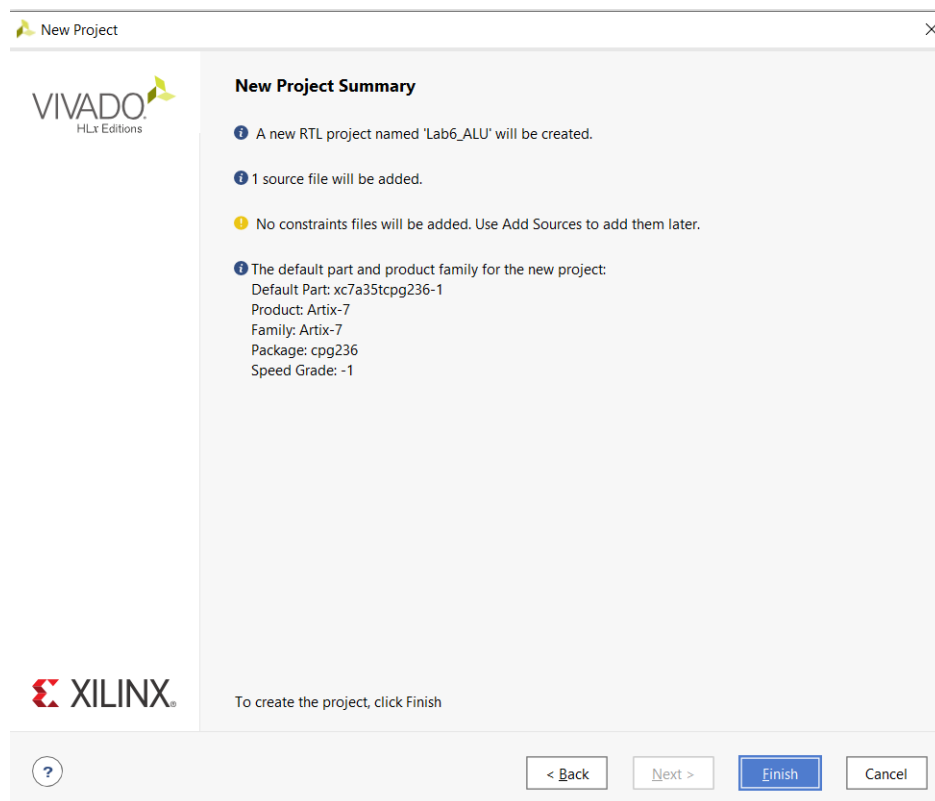 New Project
VIVADO.
HLx Editions
New Project Summary
A new RTL project named 'Lab6_ALU' will be created.
1 source file will be added.
No constraints files will be added. Use Add Sources to add them later.
The default part and product family for the new project:
Default Part: xc7a35tcpg236-1
Product: Artix-7
Family: Artix-7
Package: cpg236
Speed Grade: -1
XILINX.
To create the project, click Finish
?
< Back
Next >
Finish
Cancel